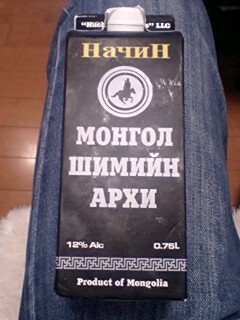 LLC
НачиН
МОНГОЛ
ШИМИЙН
АРХИ
12% Alc 0.75L
Product of Mongolia